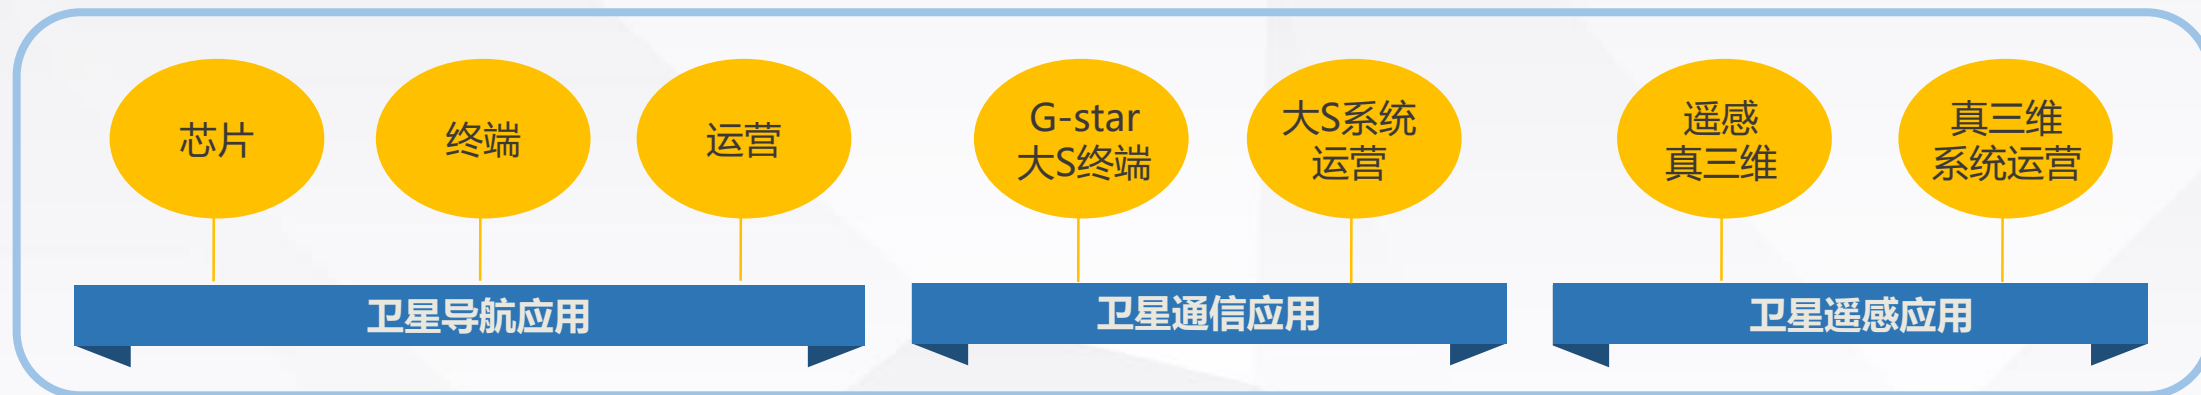 芯片
终端
运营
G-star
大S终端
大S系统
运营
遥感
真三维
真三维
系统运营
卫星导航应用
卫星通信应用
卫星遥感应用